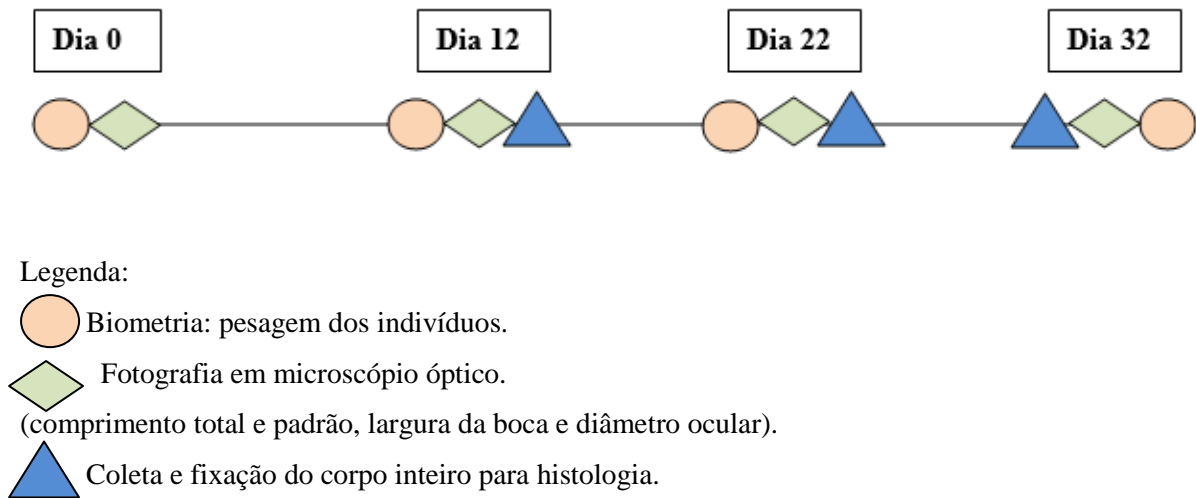 Dia 0 Dia 12 Dia 22 Dia 32
Legenda:
Biometria: pesagem dos indivíduos.
Fotografia em microscópio óptico.
(comprimento total e padrão, largura da boca e diâmetro ocular).
Coleta e fixação do corpo inteiro para histologia.